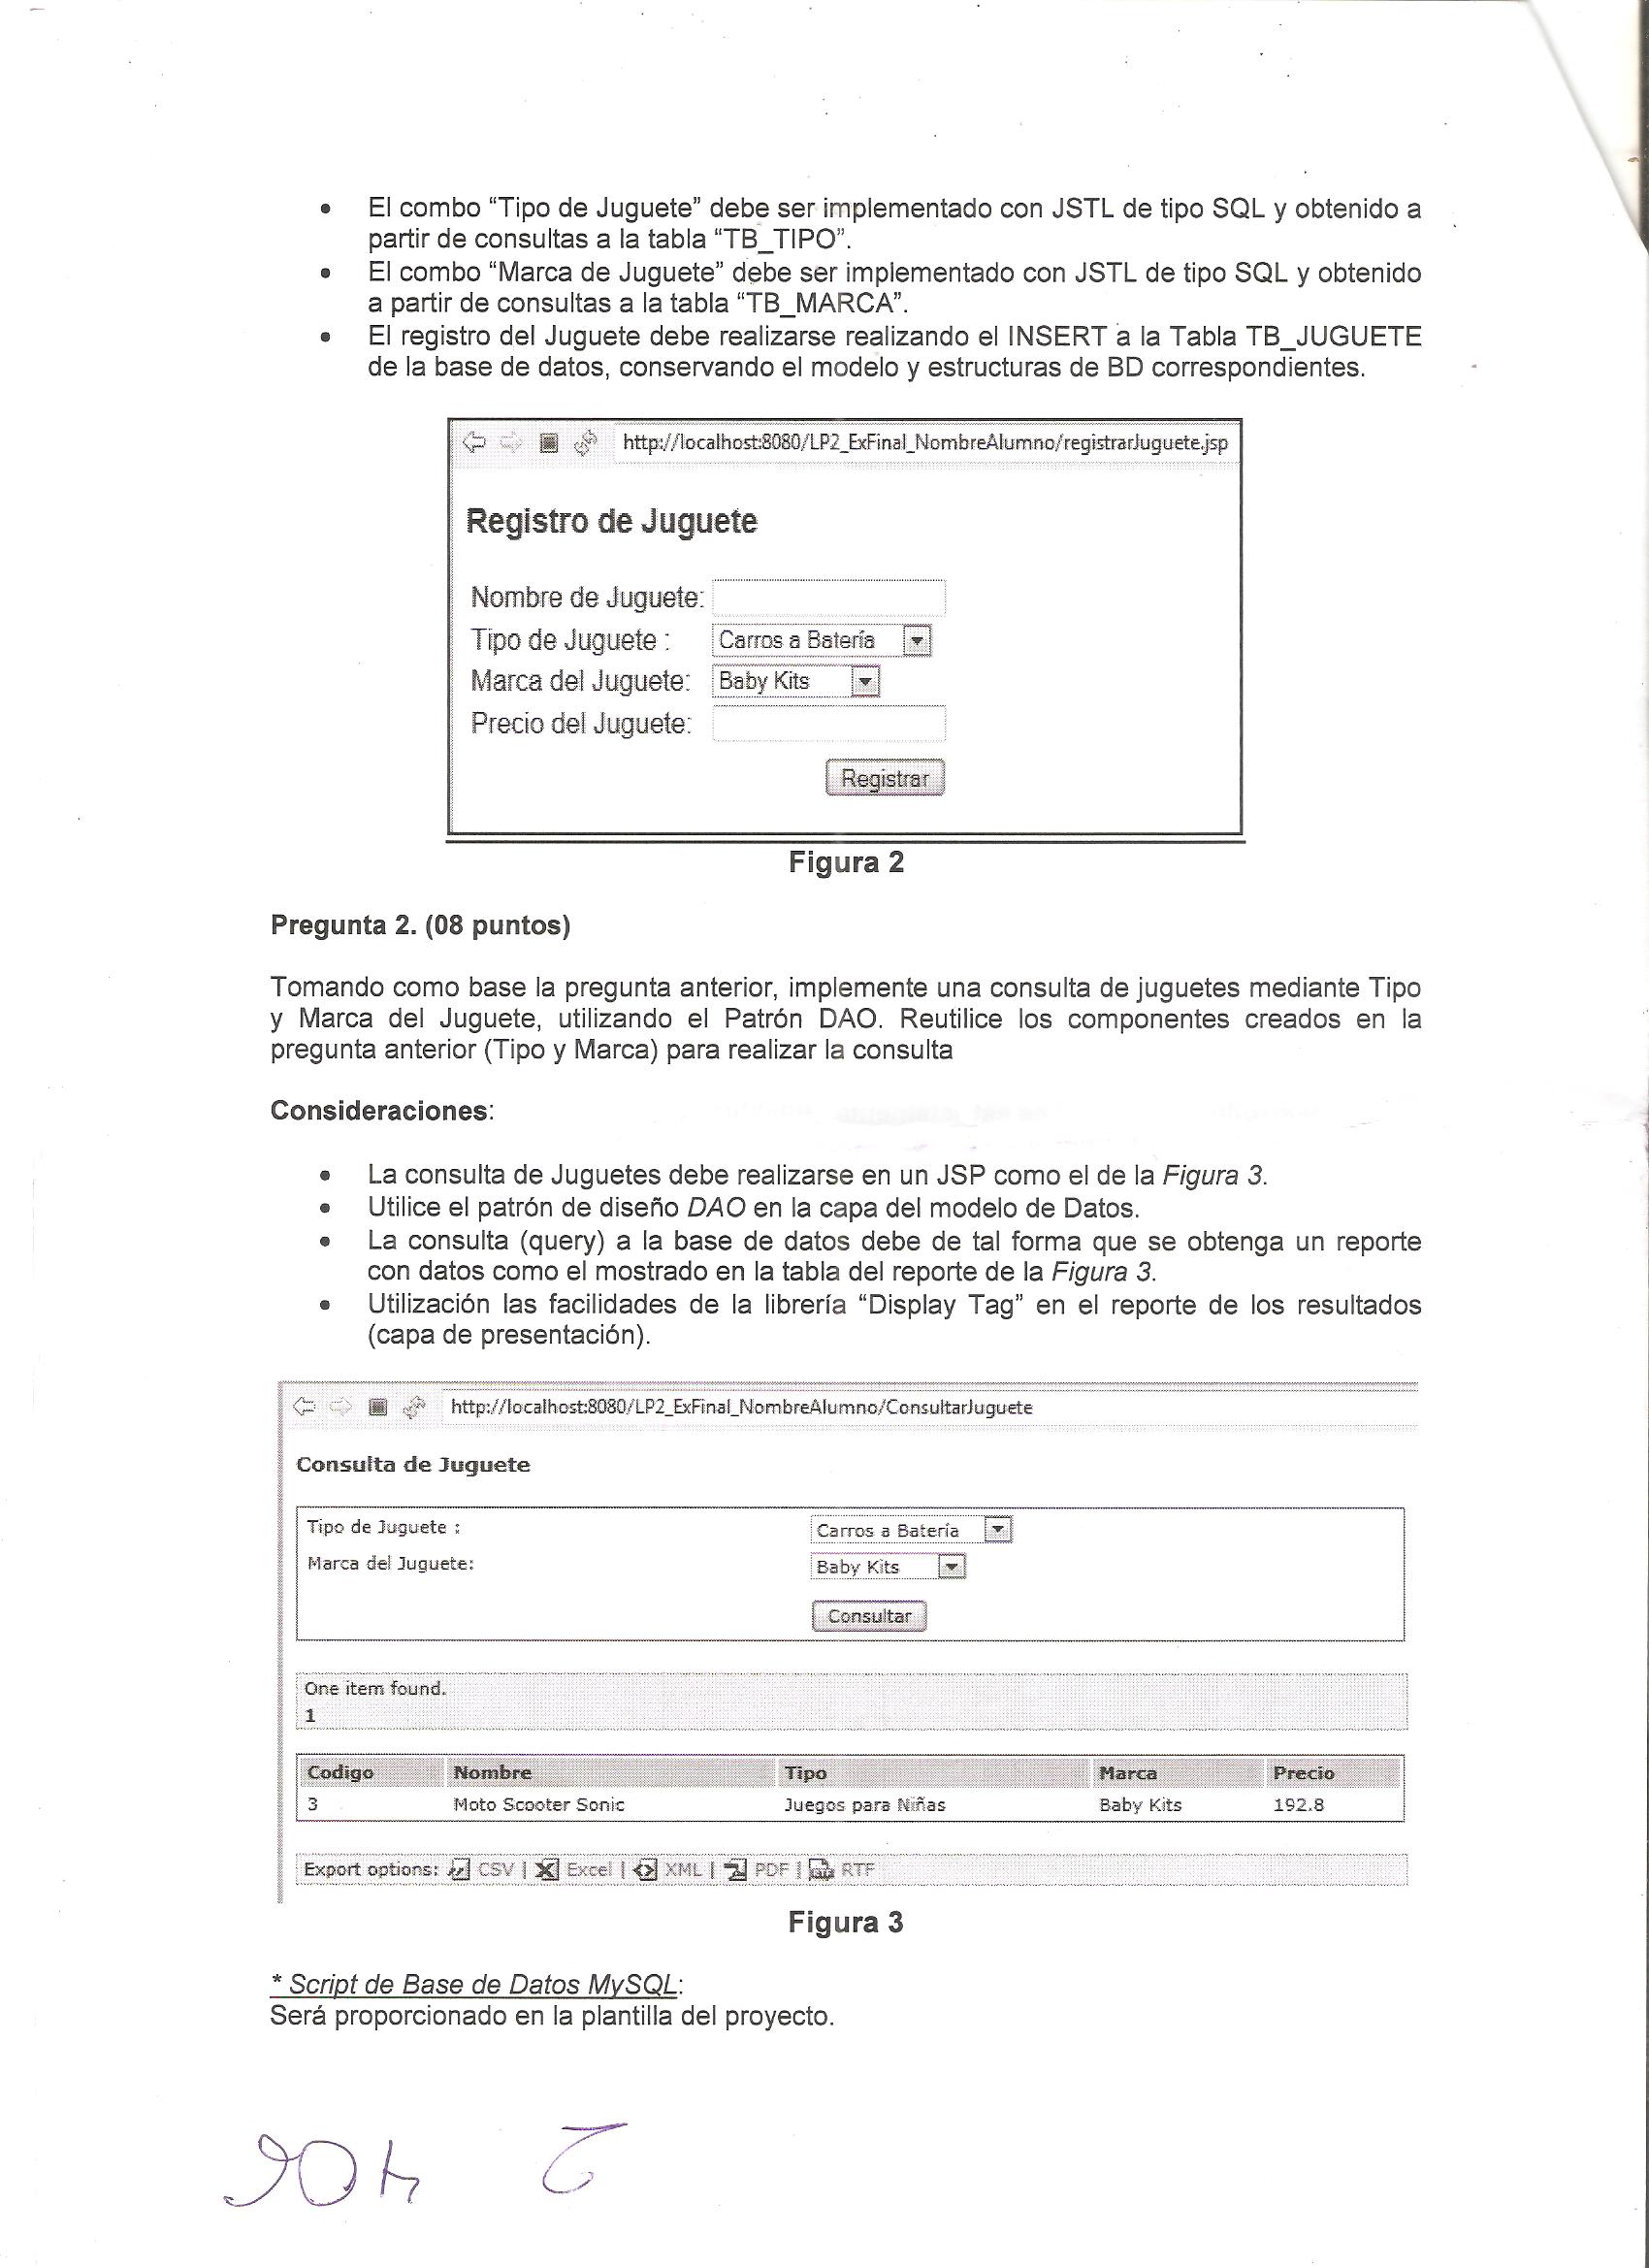 • El combo “Tipo de Juguete” debe ser implementado con JSTL de tipo SQL y obtenido a
partir de consultas a la tabla “TB_TIPO”.
• El combo “Marca de Juguete” debe ser implementado con JSTL de tipo SQL y obtenido
a partir de consultas a la tabla “TB_MARCA”.
• El registro del Juguete debe realizarse realizando el INSERT a la Tabla TB_JUGUETE
de la base de datos, conservando el modelo y estructuras de BD correspondientes.
http://localhost:8080/LP2_ExFinal_NombreAlumno/registrarJuguete.jsp
Registro de Juguete
Nombre de Juguete:
Tipo de Juguete : Carros a Batería
Marca del Juguete: Baby Kits
Precio del Juguete:
Registrar
Figura 2
Pregunta 2. (08 puntos)
Tomando como base la pregunta anterior, implemente una consulta de juguetes mediante Tipo
y Marca del Juguete, utilizando el Patrón DAO. Reutilice los componentes creados en la
pregunta anterior (Tipo y Marca) para realizar la consulta
Consideraciones:
• La consulta de Juguetes debe realizarse en un JSP como el de la Figura 3.
• Utilice el patrón de diseño DAO en la capa del modelo de Datos.
• La consulta (query) a la base de datos debe de tal forma que se obtenga un reporte
con datos como el mostrado en la tabla del reporte de la Figura 3.
• Utilización las facilidades de la librería “Display Tag” en el reporte de los resultados
(capa de presentación).
http://localhost:8080/LP2_ExFinal_NombreAlumno/ConsultarJuguete
Consulta de Juguete
Tipo de Juguete : Carros a Batería
Marca del Juguete: Baby Kits
Consultar
One item found.
1
Codigo Nombre Tipo Marca Precio
3 Moto Scooter Sonic Juegos para Niñas Baby Kits 192.8
Export options: CSV | Excel | XML | PDF | RTF
Figura 3
* Script de Base de Datos MySQL:
Será proporcionado en la plantilla del proyecto.